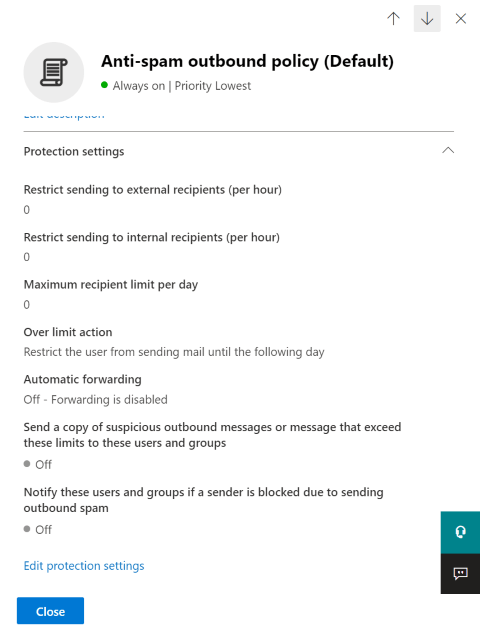 Anti-spam outbound policy (Default)
Always on | Priority Lowest
Edit description
Protection settings
Restrict sending to external recipients (per hour)
0
Restrict sending to internal recipients (per hour)
0
Maximum recipient limit per day
0
Over limit action
Restrict the user from sending mail until the following day
Automatic forwarding
Off - Forwarding is disabled
Send a copy of suspicious outbound messages or message that exceed
these limits to these users and groups
Off
Notify these users and groups if a sender is blocked due to sending
outbound spam
Off
Edit protection settings
Close